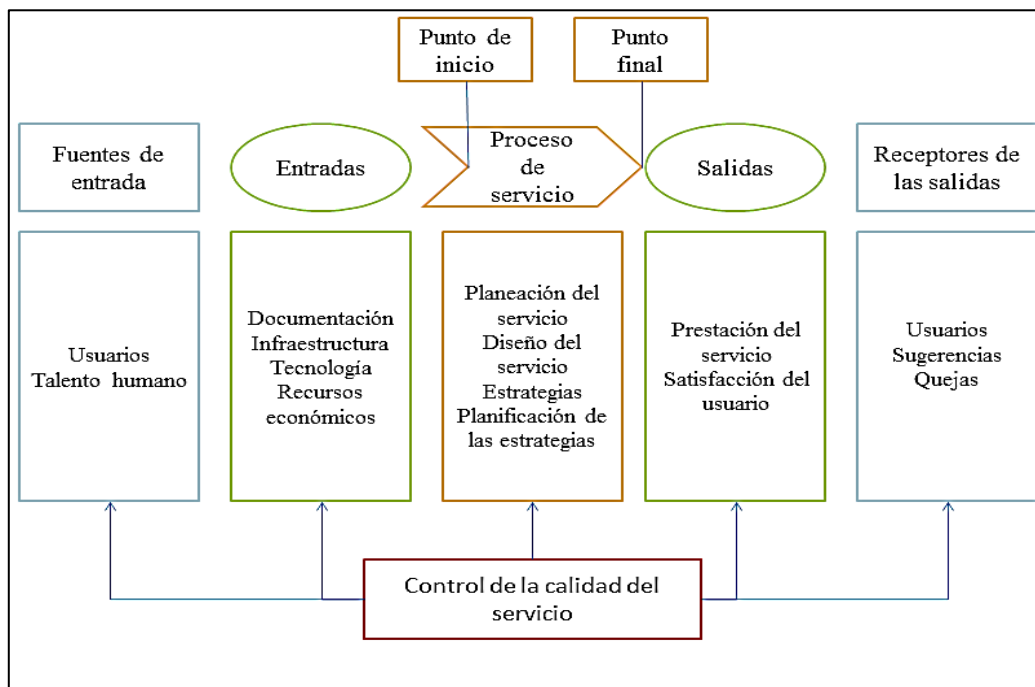 Punto de
inicio
Punto
final
Fuentes de
entrada
Entradas
Proceso
de
servicio
Salidas
Receptores de
las salidas
Usuarios
Talento humano
Documentación
Infraestructura
Tecnología
Recursos
económicos
Planeación del
servicio
Diseño del
servicio
Estrategias
Planificación de
las estrategias
Prestación del
servicio
Satisfacción del
usuario
Usuarios
Sugerencias
Quejas
Control de la calidad del
servicio